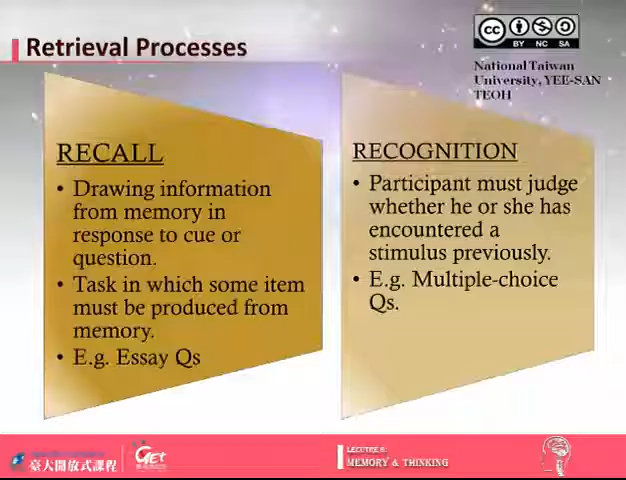 Retrieval Processes
BY NC SA
National Taiwan
University, YEE-SAN
TEOH
RECALL
• Drawing information
from memory in
response to cue or
question.
• Task in which some item
must be produced from
memory.
• E.g. Essay Qs
RECOGNITION
• Participant must judge
whether he or she has
encountered a
stimulus previously.
• E.g. Multiple-choice
Qs.
臺大開放式課程
GET
LECUTRE 6:
MEMORY & THINKING